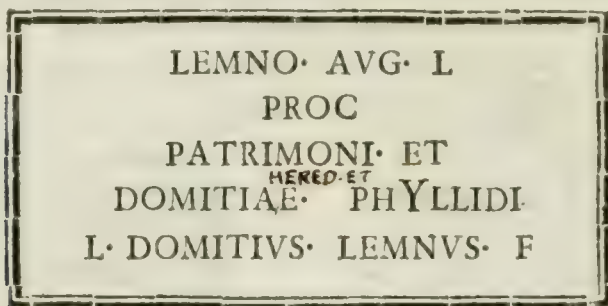 LEMNO· AVG· L
PROC
PATRIMONI· ET
HERED·ET
DOMITIAE· PHYLLIDI·
L· DOMITIVS· LEMNVS· F